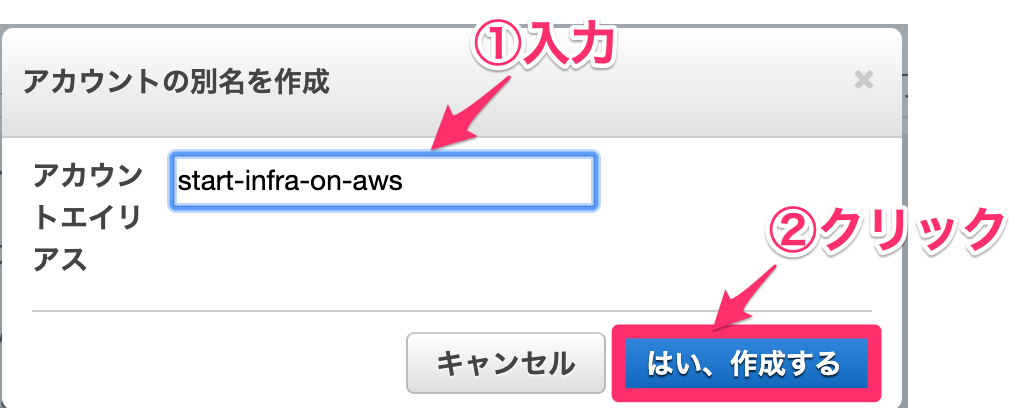 ①入力
アカウントの別名を作成
×
アカウン
トエイリ
アス
start-infra-on-aws
②クリック
キャンセル
はい、作成する